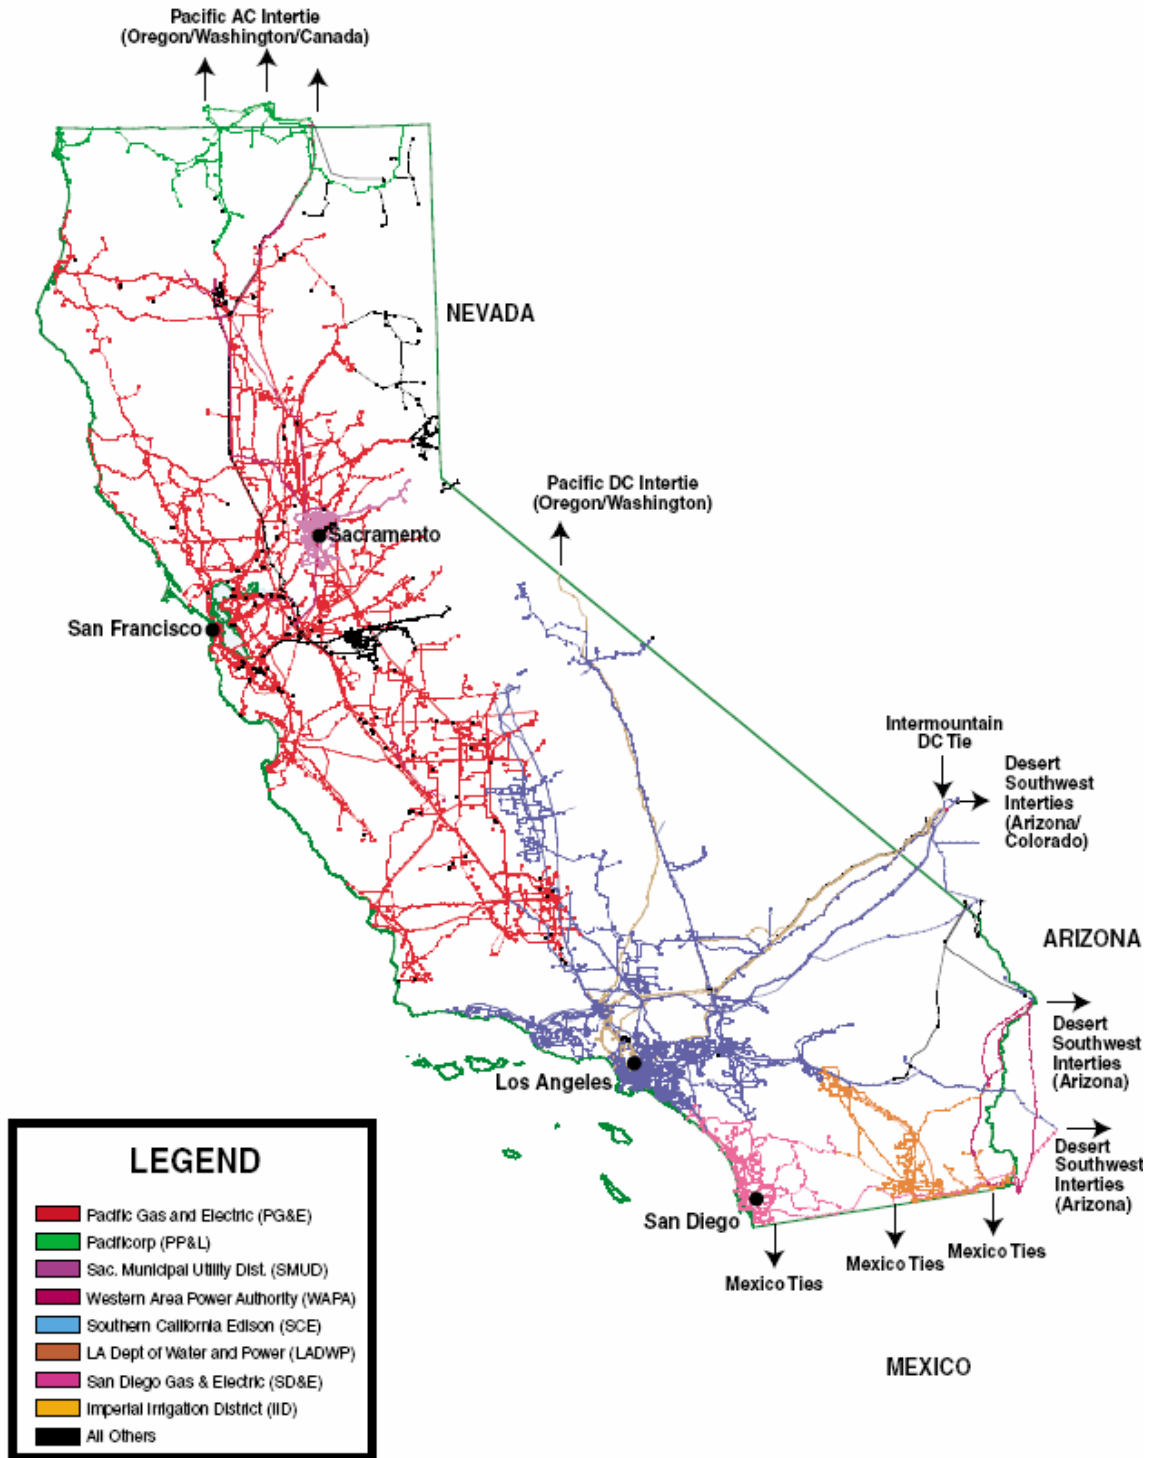 Pacific AC Intertie
(Oregon/Washington/Canada)
NEVADA
Pacific DC Intertie
(Oregon/Washington)
Sacramento
San Francisco
Intermountain
DC Tie
Desert
Southwest
Interties
(Arizona/
Colorado)
ARIZONA
Desert
Southwest
Interties
(Arizona)
Los Angeles
Desert
Southwest
Interties
(Arizona)
San Diego
Mexico Ties
Mexico Ties
Mexico Ties
MEXICO
LEGEND
Pacific Gas and Electric (PG&E)
Pacificorp (PP&L)
Sac. Municipal Utility Dist. (SMUD)
Western Area Power Authority (WAPA)
Southern California Edison (SCE)
LA Dept of Water and Power (LADWP)
San Diego Gas & Electric (SD&E)
Imperial Irrigation District (IID)
All Others